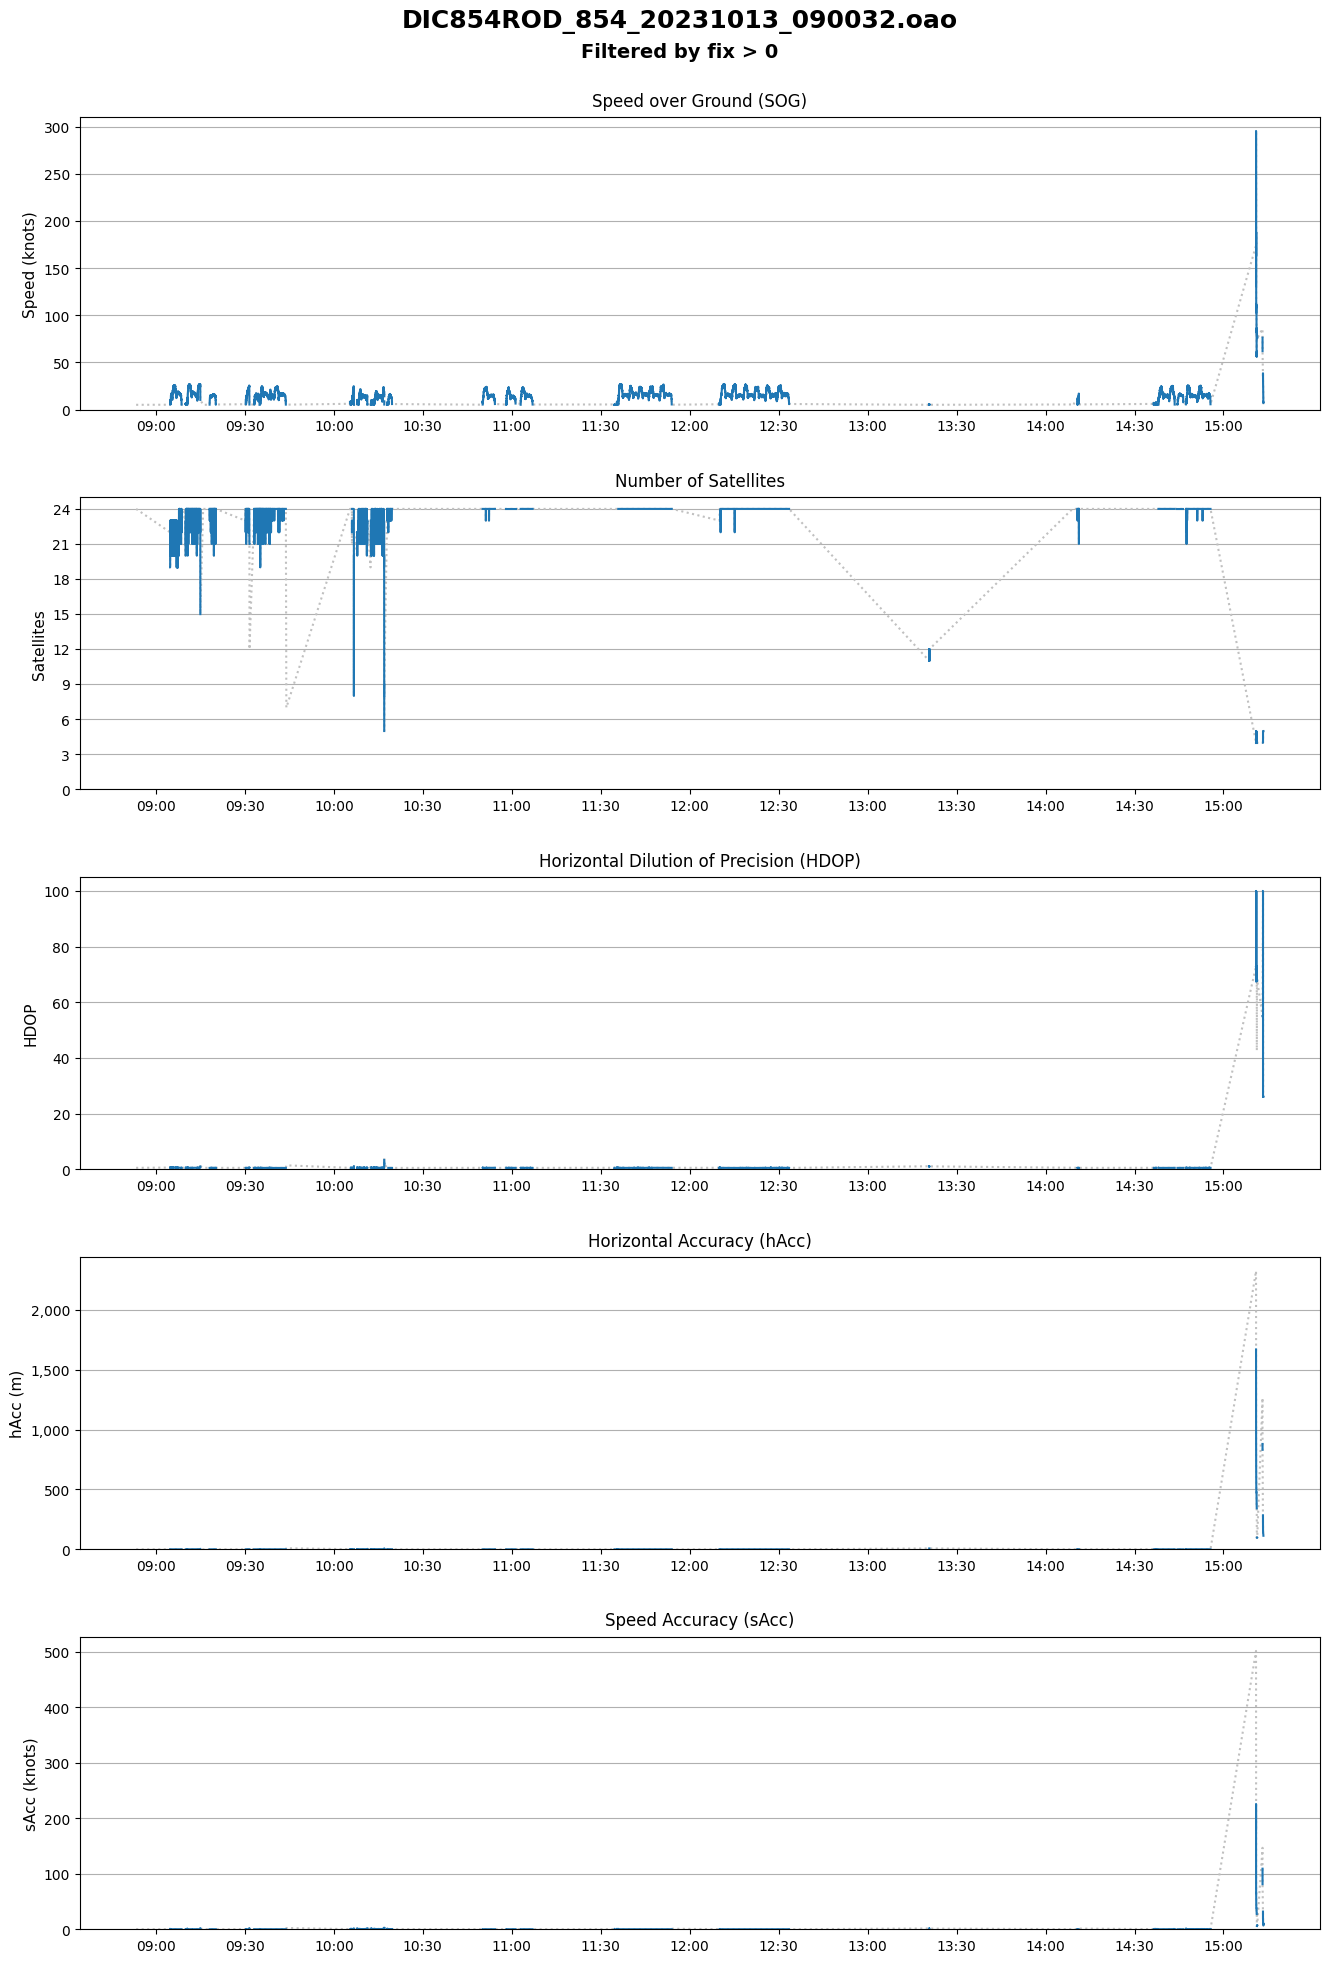 DIC854ROD_854_20231013_090032.oao
Filtered by fix > 0
Speed over Ground (SOG)
300
250
200
150
100
50
0
Speed (knots)
09:00 09:30 10:00 10:30 11:00 11:30 12:00 12:30 13:00 13:30 14:00 14:30 15:00
Number of Satellites
24
21
18
15
12
9
6
3
0
Satellites
09:00 09:30 10:00 10:30 11:00 11:30 12:00 12:30 13:00 13:30 14:00 14:30 15:00
Horizontal Dilution of Precision (HDOP)
100
80
60
40
20
0
HDOP
09:00 09:30 10:00 10:30 11:00 11:30 12:00 12:30 13:00 13:30 14:00 14:30 15:00
Horizontal Accuracy (hAcc)
2,000
1,500
1,000
500
0
hAcc (m)
09:00 09:30 10:00 10:30 11:00 11:30 12:00 12:30 13:00 13:30 14:00 14:30 15:00
Speed Accuracy (sAcc)
500
400
300
200
100
0
sAcc (knots)
09:00 09:30 10:00 10:30 11:00 11:30 12:00 12:30 13:00 13:30 14:00 14:30 15:00